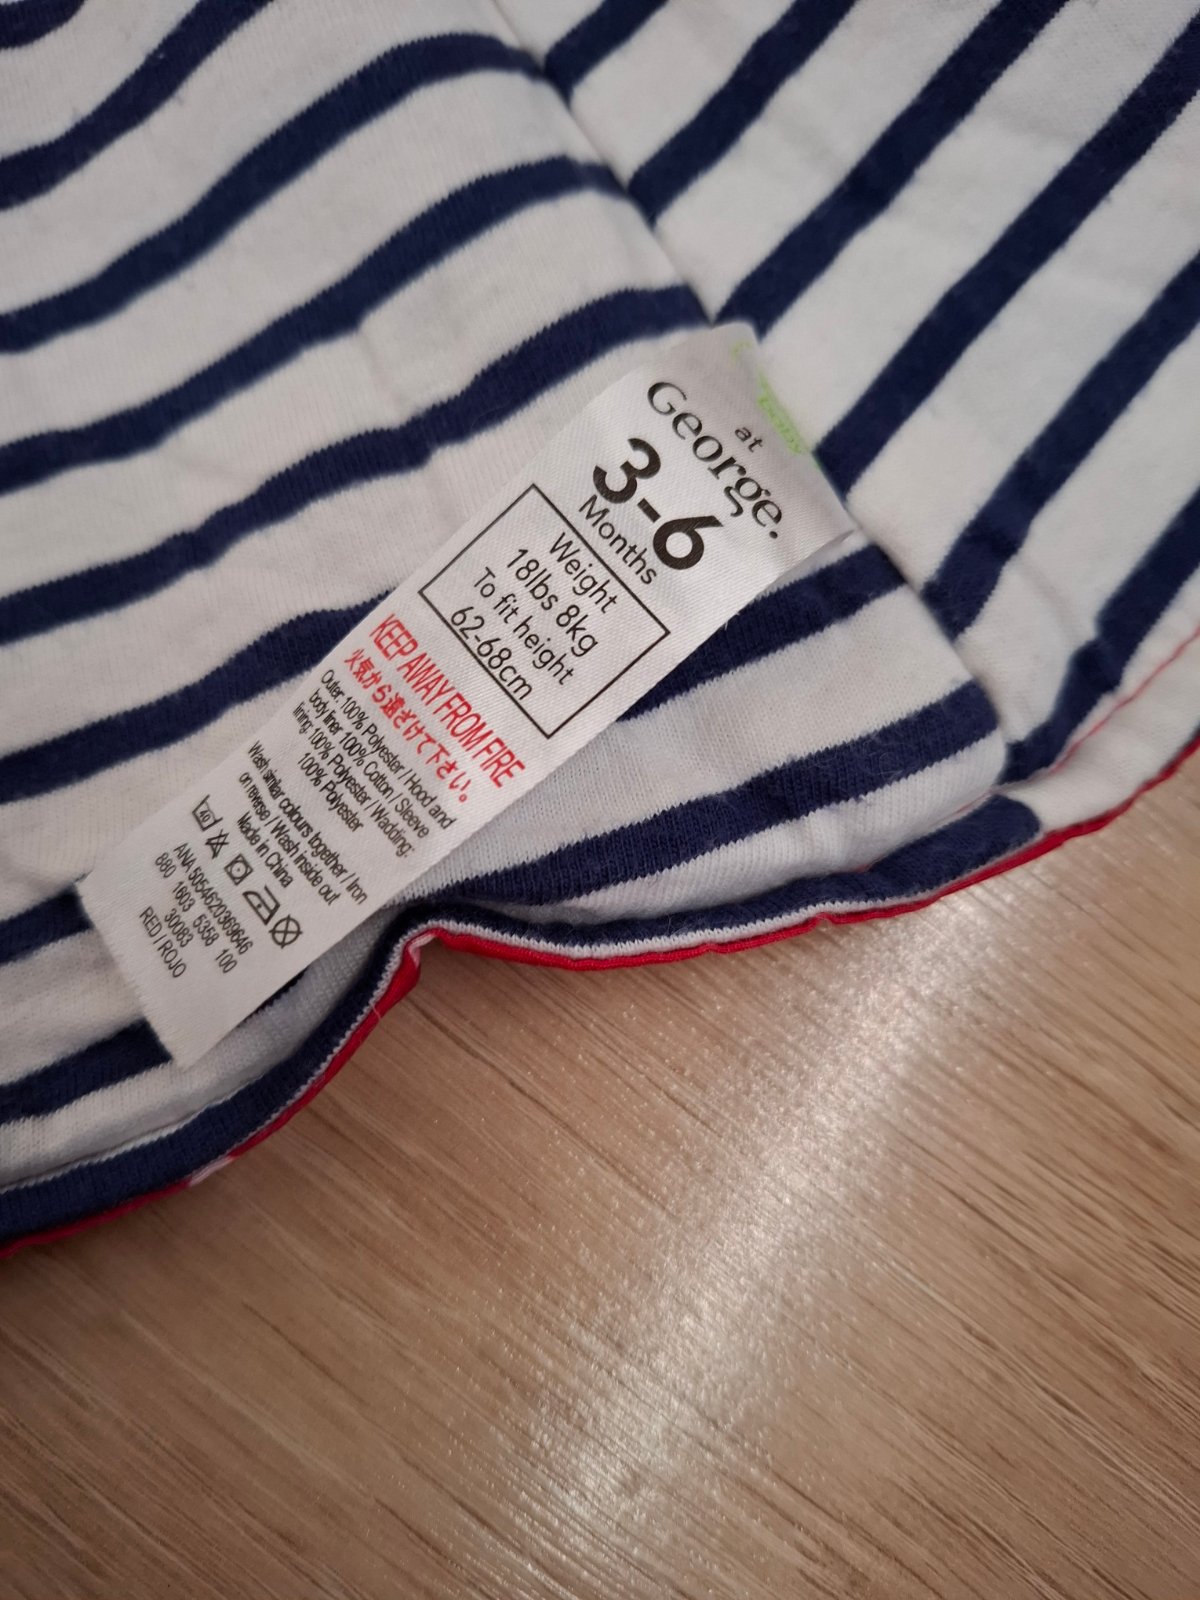 at
George.
3-6
Months
Weight
18lbs 8kg
To fit height
62-68cm
KEEP AWAY FROM FIRE
火気から遠ざけて下さい。
Outer: 100% Polyester / Hood and
body liner 100% Cotton / Sleeve
lining: 100% Polyester / Wadding:
100% Polyester
Wash similar colours together / Iron
on reverse / Wash inside out
Made in China
40
ANA 5054620369646
680 1603 6358 100
30083
RED / ROJO